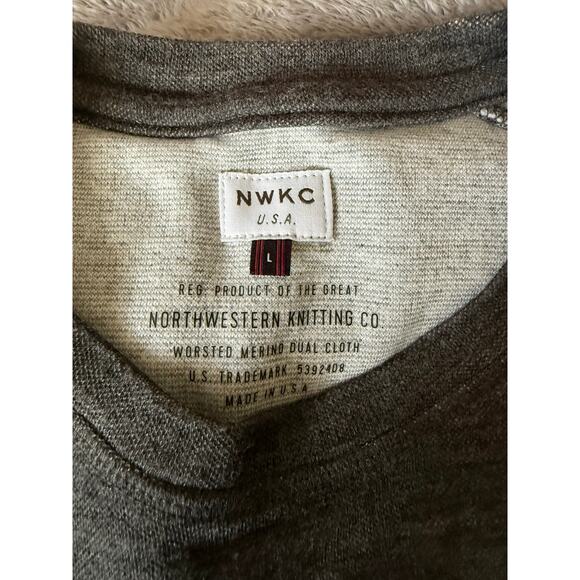 NWKC
U.S.A.
L
REG. PRODUCT OF THE GREAT
NORTHWESTERN KNITTING CO.
WORSTED MERINO DUAL CLOTH
U.S. TRADEMARK 5392408
MADE IN U.S.A.